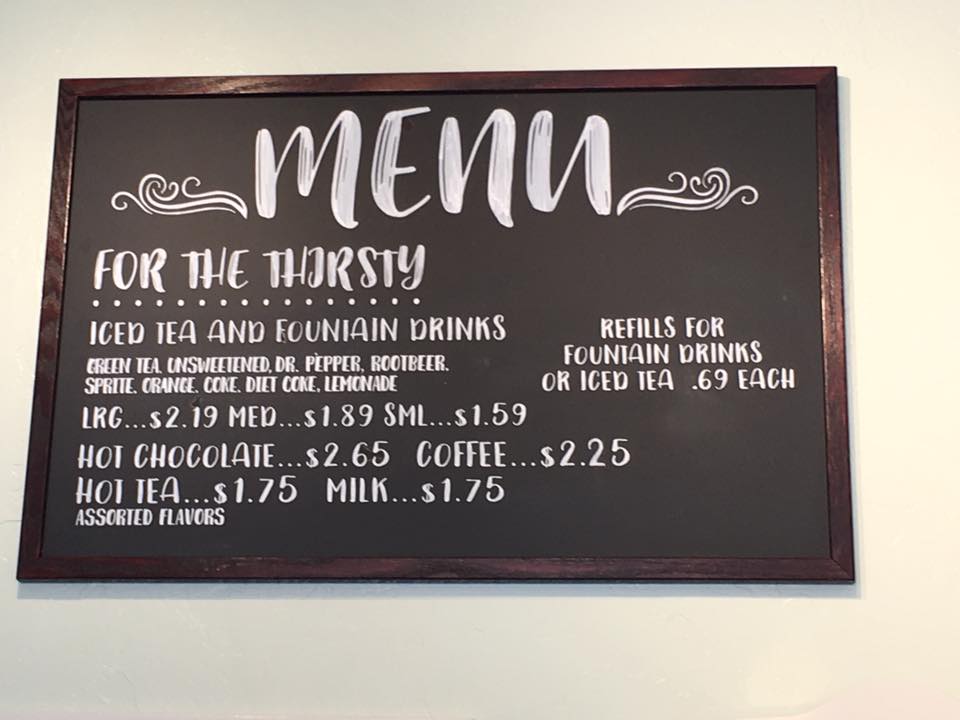 MENU
FOR THE THIRSTY
ICED TEA AND FOUNTAIN DRINKS
GREEN TEA, UNSWEETENED, DR. PEPPER, ROOTBEER,
SPRITE, ORANGE, COKE, DIET COKE, LEMONADE
LRG...$2.19 MED...$1.89 SML...$1.59
REFILLS FOR
FOUNTAIN DRINKS
OR ICED TEA .69 EACH
HOT CHOCOLATE...$2.65 COFFEE...$2.25
HOT TEA...$1.75 MILK...$1.75
ASSORTED FLAVORS